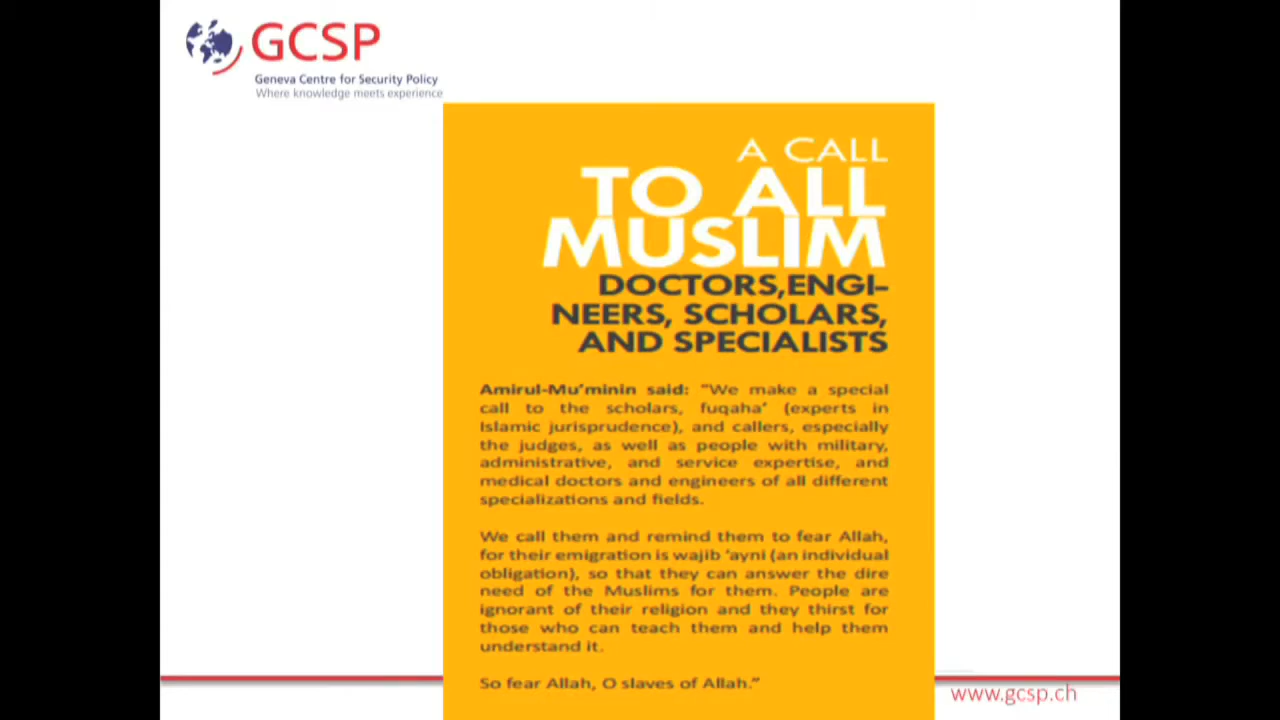 GCSP
Geneva Centre for Security Policy
Where knowledge meets experience
A CALL
TO ALL
MUSLIM
DOCTORS,ENGI-
NEERS, SCHOLARS,
AND SPECIALISTS
Amirul-Mu’minin said: “We make a special
call to the scholars, fuqaha’ (experts in
Islamic jurisprudence), and callers, especially
the judges, as well as people with military,
administrative, and service expertise, and
medical doctors and engineers of all different
specializations and fields.
We call them and remind them to fear Allah,
for their emigration is wajib ‘ayni (an individual
obligation), so that they can answer the dire
need of the Muslims for them. People are
ignorant of their religion and they thirst for
those who can teach them and help them
understand it.
So fear Allah, O slaves of Allah.”
www.gcsp.ch